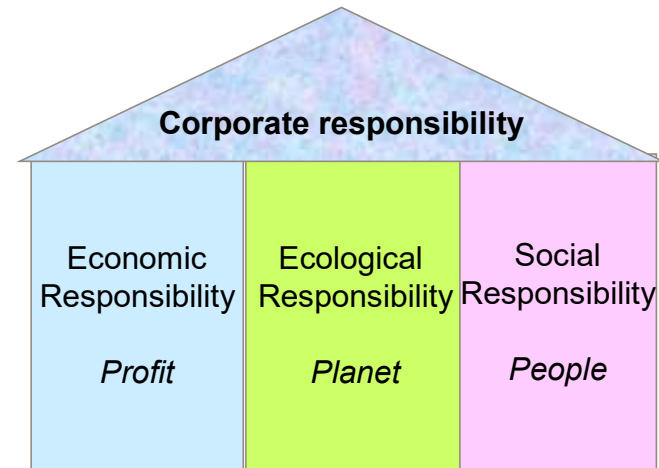 Corporate responsibility
Economic
Responsibility
Profit
Ecological
Responsibility
Planet
Social
Responsibility
People